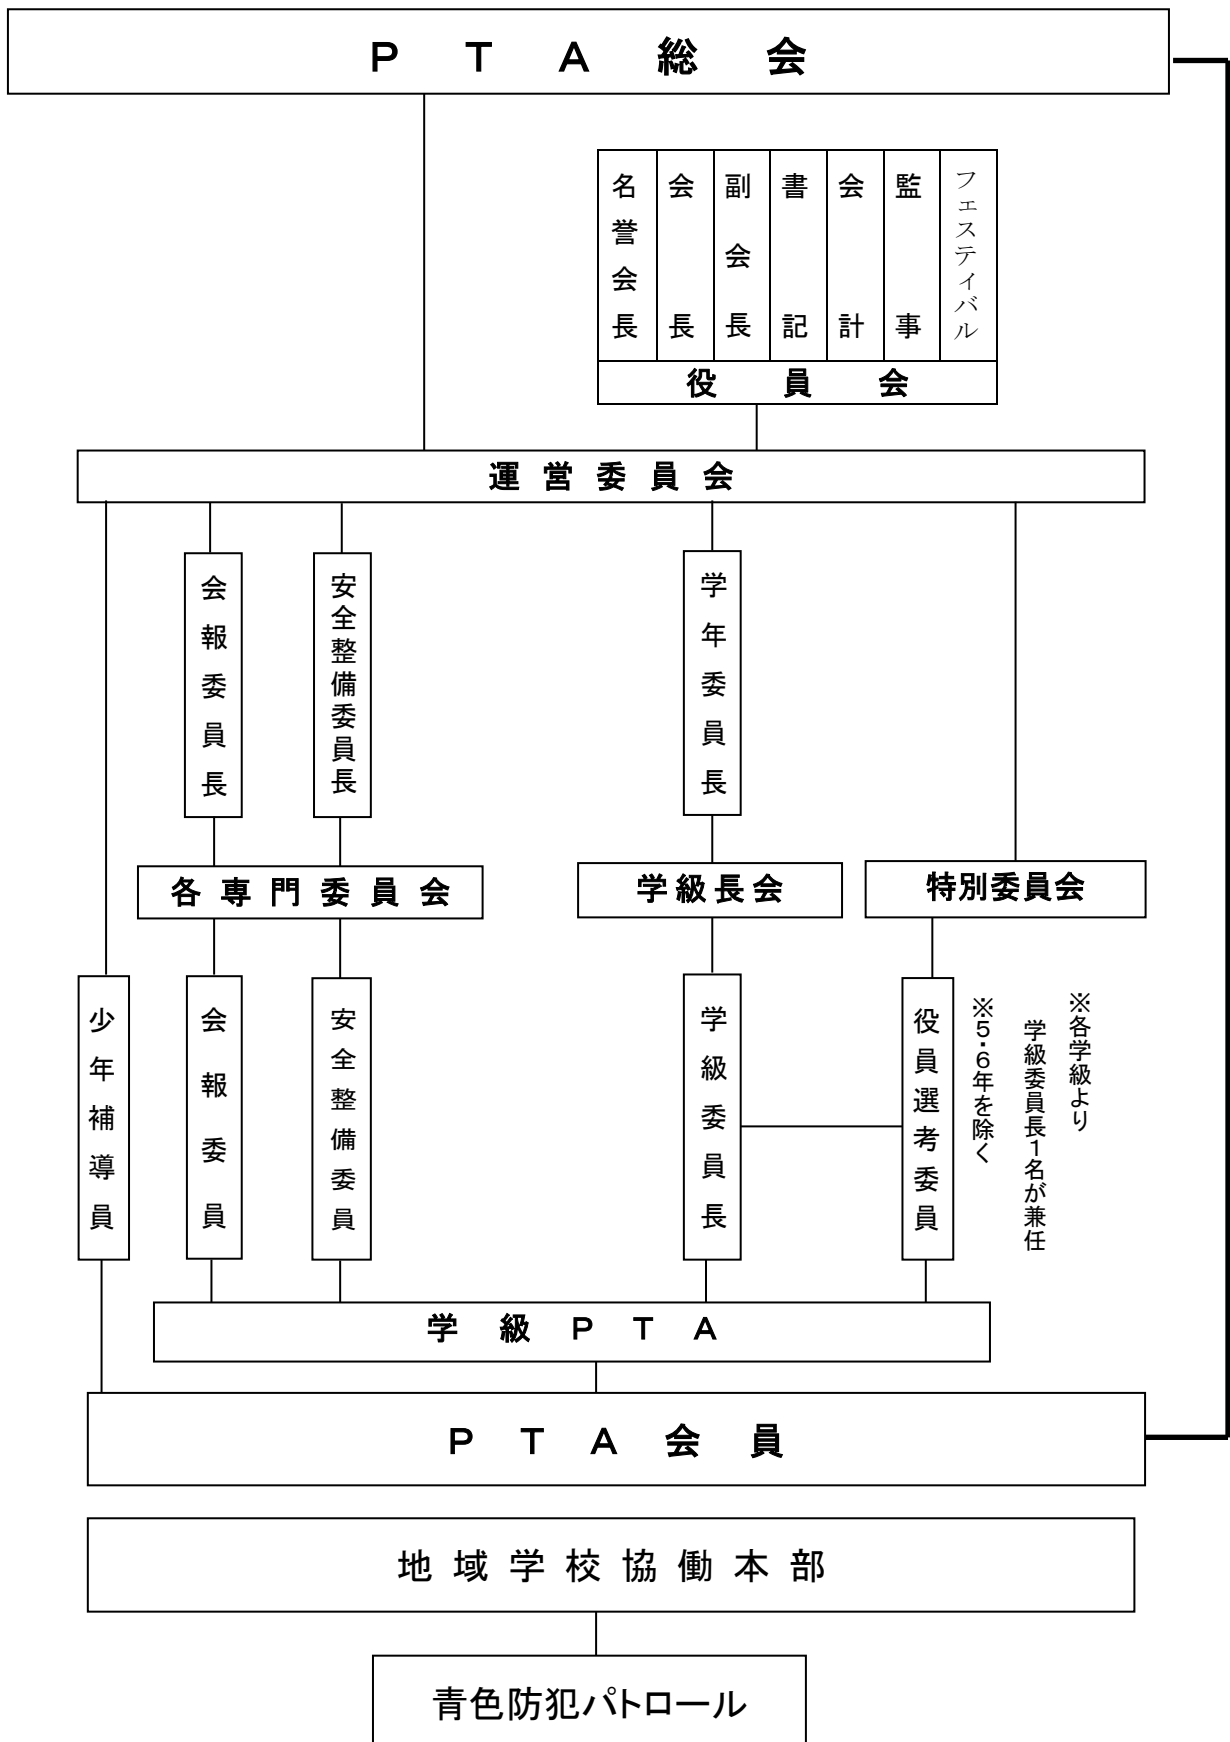 ＰＴＡ総会
名誉会長
会長
副会長
書記
会計
監事
フェスティバル
役員会
運営委員会
会報委員長
安全整備委員長
学年委員長
各専門委員会
学級長会
特別委員会
少年補導員
会報委員
安全整備委員
学級委員長
役員選考委員
※各学級より
学級委員長１名が兼任
※５・６年を除く
学級ＰＴＡ
ＰＴＡ会員
地域学校協働本部
青色防犯パトロール